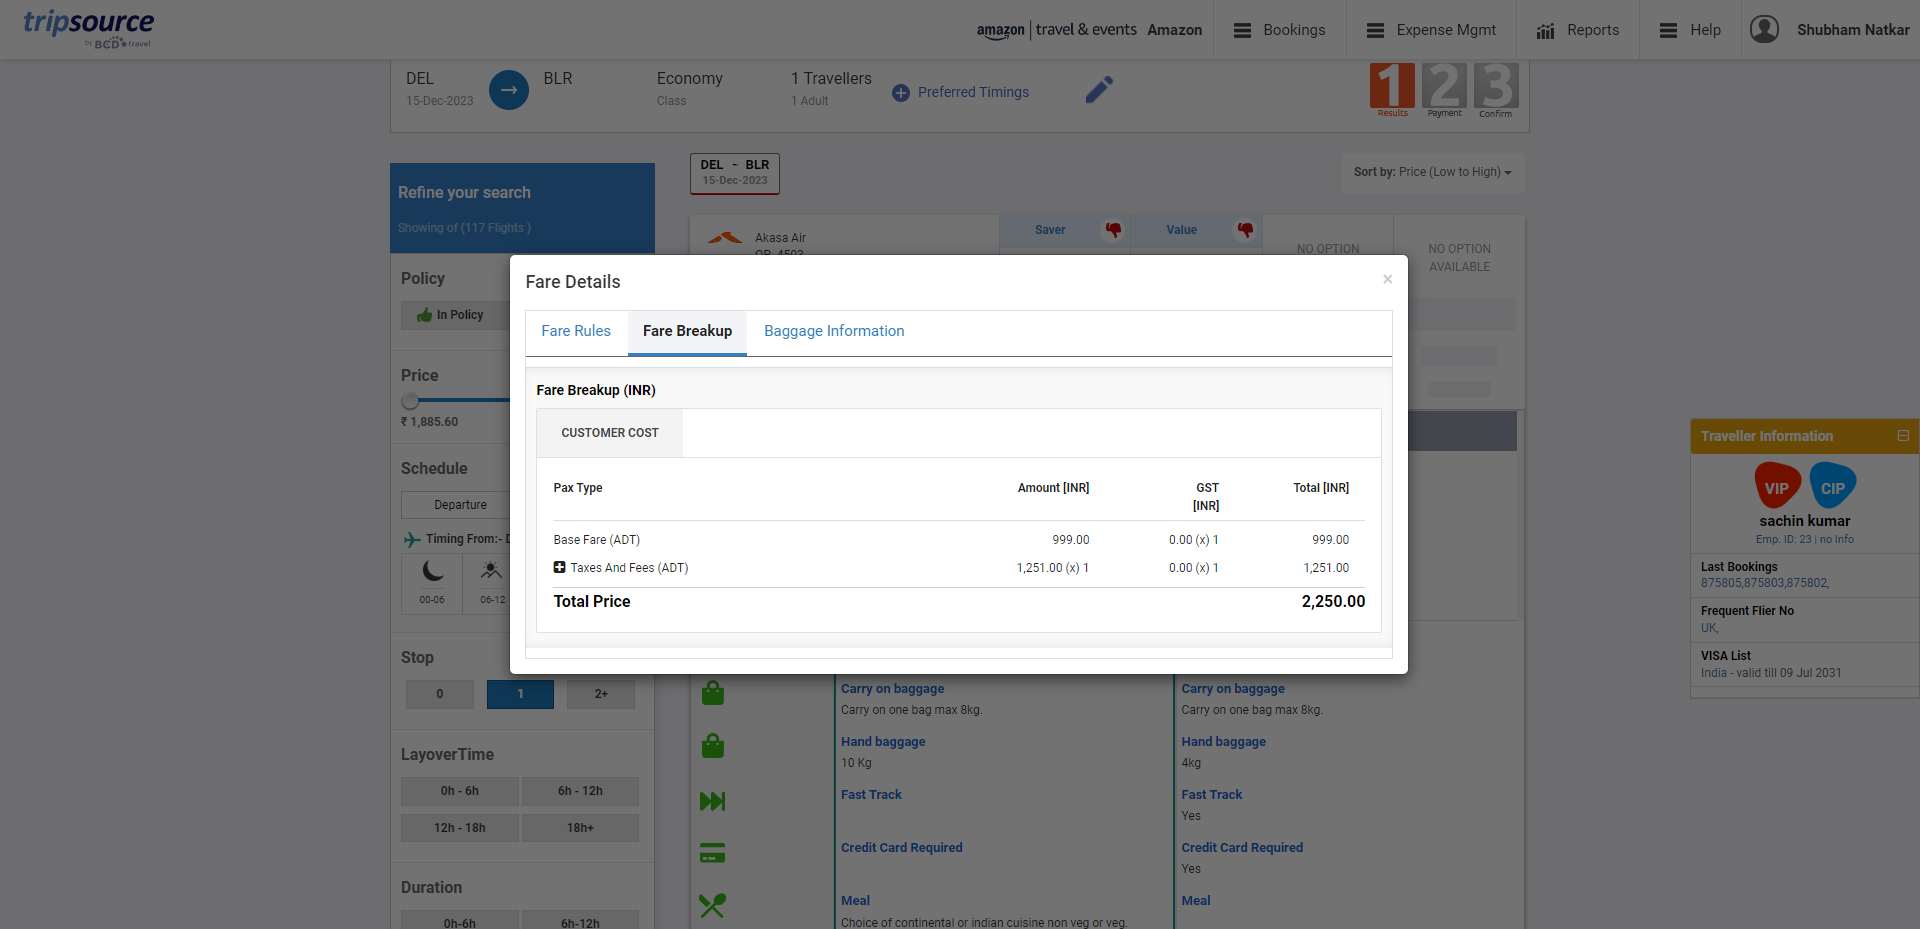 tripsource
by BCD travel
amazon travel & events Amazon
Bookings
Expense Mgmt
Reports
Help
Shubham Natkar
DEL
BLR
Economy
1 Travellers
15-Dec-2023
Class
1 Adult
Preferred Timings
1 2 3
Results Payment Confirm
DEL - BLR
15-Dec-2023
Sort by: Price (Low to High)
Refine your search
Showing of (117 Flights )
Akasa Air
Saver
Value
NO OPTION
NO OPTION
AVAILABLE
Policy
In Policy
Price
₹ 1,885.60
Schedule
Departure
Timing From:-
00-06
06-12
Stop
0
1
2+
LayoverTime
0h - 6h
6h - 12h
12h - 18h
18h+
Duration
0h-6h
6h-12h
Fare Details
×
Fare Rules
Fare Breakup
Baggage Information
Fare Breakup (INR)
CUSTOMER COST
Pax Type Amount [INR] GST Total [INR]
[INR]
Base Fare (ADT) 999.00 0.00 (x) 1 999.00
Taxes And Fees (ADT) 1,251.00 (x) 1 0.00 (x) 1 1,251.00
Total Price 2,250.00
Carry on baggage
Carry on one bag max 8kg.
Hand baggage
10 Kg
Fast Track
Credit Card Required
Meal
Choice of continental or indian cuisine non veg or veg.
Carry on baggage
Carry on one bag max 8kg.
Hand baggage
4kg
Fast Track
Yes
Credit Card Required
Yes
Meal
Traveller Information
VIP
CIP
sachin kumar
Emp. ID: 23 | no Info
Last Bookings
875805,875803,875802,
Frequent Flier No
UK,
VISA List
India - valid till 09 Jul 2031